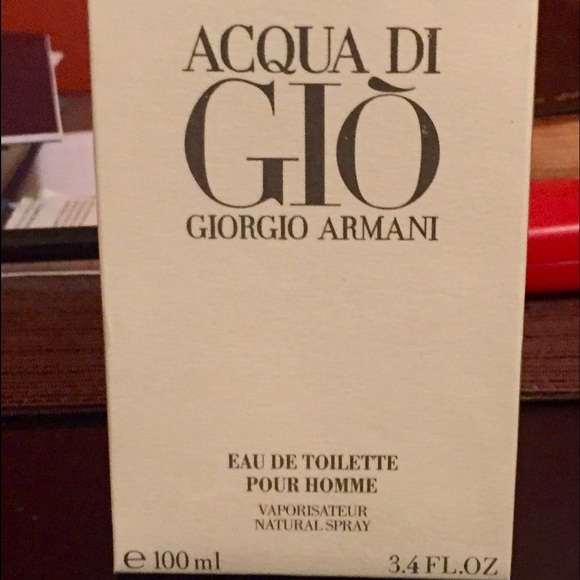 ACQUA DI
GIÒ
GIORGIO ARMANI
EAU DE TOILETTE
POUR HOMME
VAPORISATEUR
NATURAL SPRAY
℮ 100 ml 3.4 FL.OZ